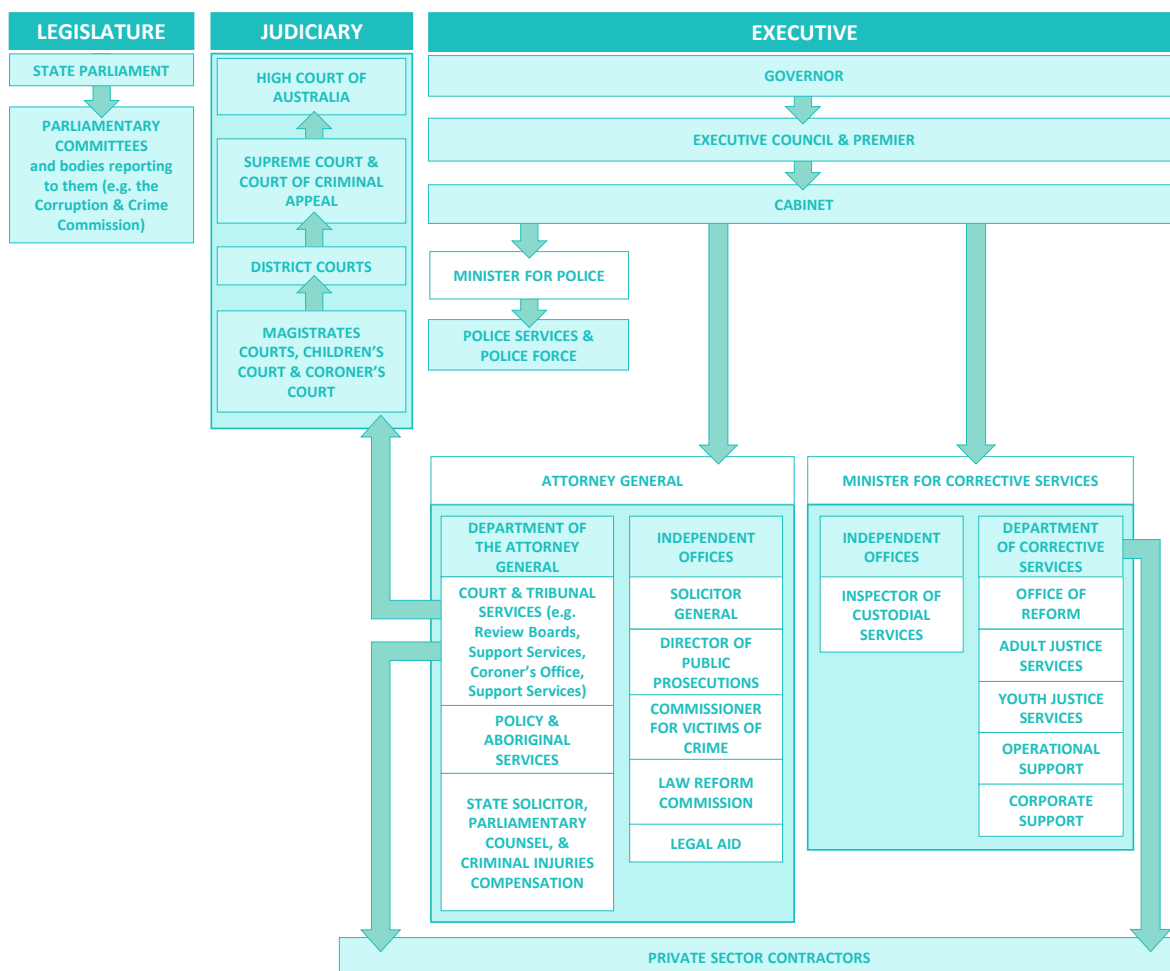 LEGISLATURE
STATE PARLIAMENT
PARLIAMENTARY
COMMITTEES
and bodies reporting
to them (e.g. the
Corruption & Crime
Commission)
JUDICIARY
HIGH COURT OF
AUSTRALIA
SUPREME COURT &
COURT OF CRIMINAL
APPEAL
DISTRICT COURTS
MAGISTRATES
COURTS, CHILDREN'S
COURT & CORONER'S
COURT
EXECUTIVE
GOVERNOR
EXECUTIVE COUNCIL & PREMIER
CABINET
MINISTER FOR POLICE
POLICE SERVICES &
POLICE FORCE
ATTORNEY GENERAL
DEPARTMENT OF
THE ATTORNEY
GENERAL
COURT & TRIBUNAL
SERVICES (e.g.
Review Boards,
Support Services,
Coroner's Office,
Support Services)
POLICY &
ABORIGINAL
SERVICES
STATE SOLICITOR,
PARLIAMENTARY
COUNSEL, &
CRIMINAL INJURIES
COMPENSATION
INDEPENDENT
OFFICES
SOLICITOR
GENERAL
DIRECTOR OF
PUBLIC
PROSECUTIONS
COMMISSIONER
FOR VICTIMS OF
CRIME
LAW REFORM
COMMISSION
LEGAL AID
MINISTER FOR CORRECTIVE SERVICES
INDEPENDENT
OFFICES
INSPECTOR OF
CUSTODIAL
SERVICES
DEPARTMENT
OF CORRECTIVE
SERVICES
OFFICE OF
REFORM
ADULT JUSTICE
SERVICES
YOUTH JUSTICE
SERVICES
OPERATIONAL
SUPPORT
CORPORATE
SUPPORT
PRIVATE SECTOR CONTRACTORS